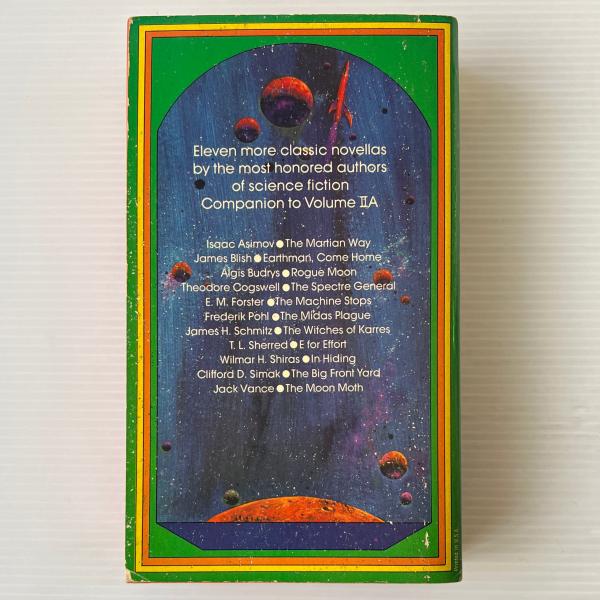 Eleven more classic novellas
by the most honored authors
of science fiction
Companion to Volume IIA
Isaac Asimov ● The Martian Way
James Blish ● Earthman, Come Home
Algis Budrys ● Rogue Moon
Theodore Cogswell ● The Spectre General
E. M. Forster ● The Machine Stops
Frederik Pohl ● The Midas Plague
James H. Schmitz ● The Witches of Karres
T. L. Sherred ● E for Effort
Wilmar H. Shiras ● In Hiding
Clifford D. Simak ● The Big Front Yard
Jack Vance ● The Moon Moth
Printed in U.S.A.